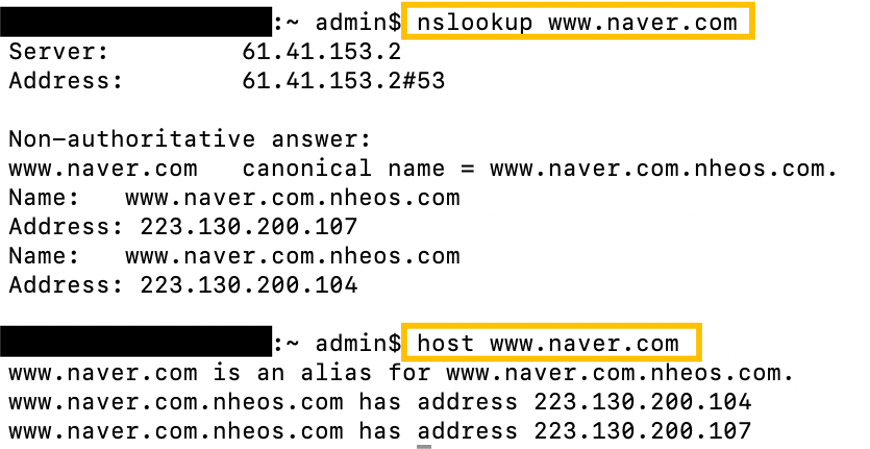 :~ admin$ nslookup www.naver.com
Server: 61.41.153.2
Address: 61.41.153.2#53
Non-authoritative answer:
www.naver.com canonical name = www.naver.com.nheos.com.
Name: www.naver.com.nheos.com
Address: 223.130.200.107
Name: www.naver.com.nheos.com
Address: 223.130.200.104
:~ admin$ host www.naver.com
www.naver.com is an alias for www.naver.com.nheos.com.
www.naver.com.nheos.com has address 223.130.200.104
www.naver.com.nheos.com has address 223.130.200.107